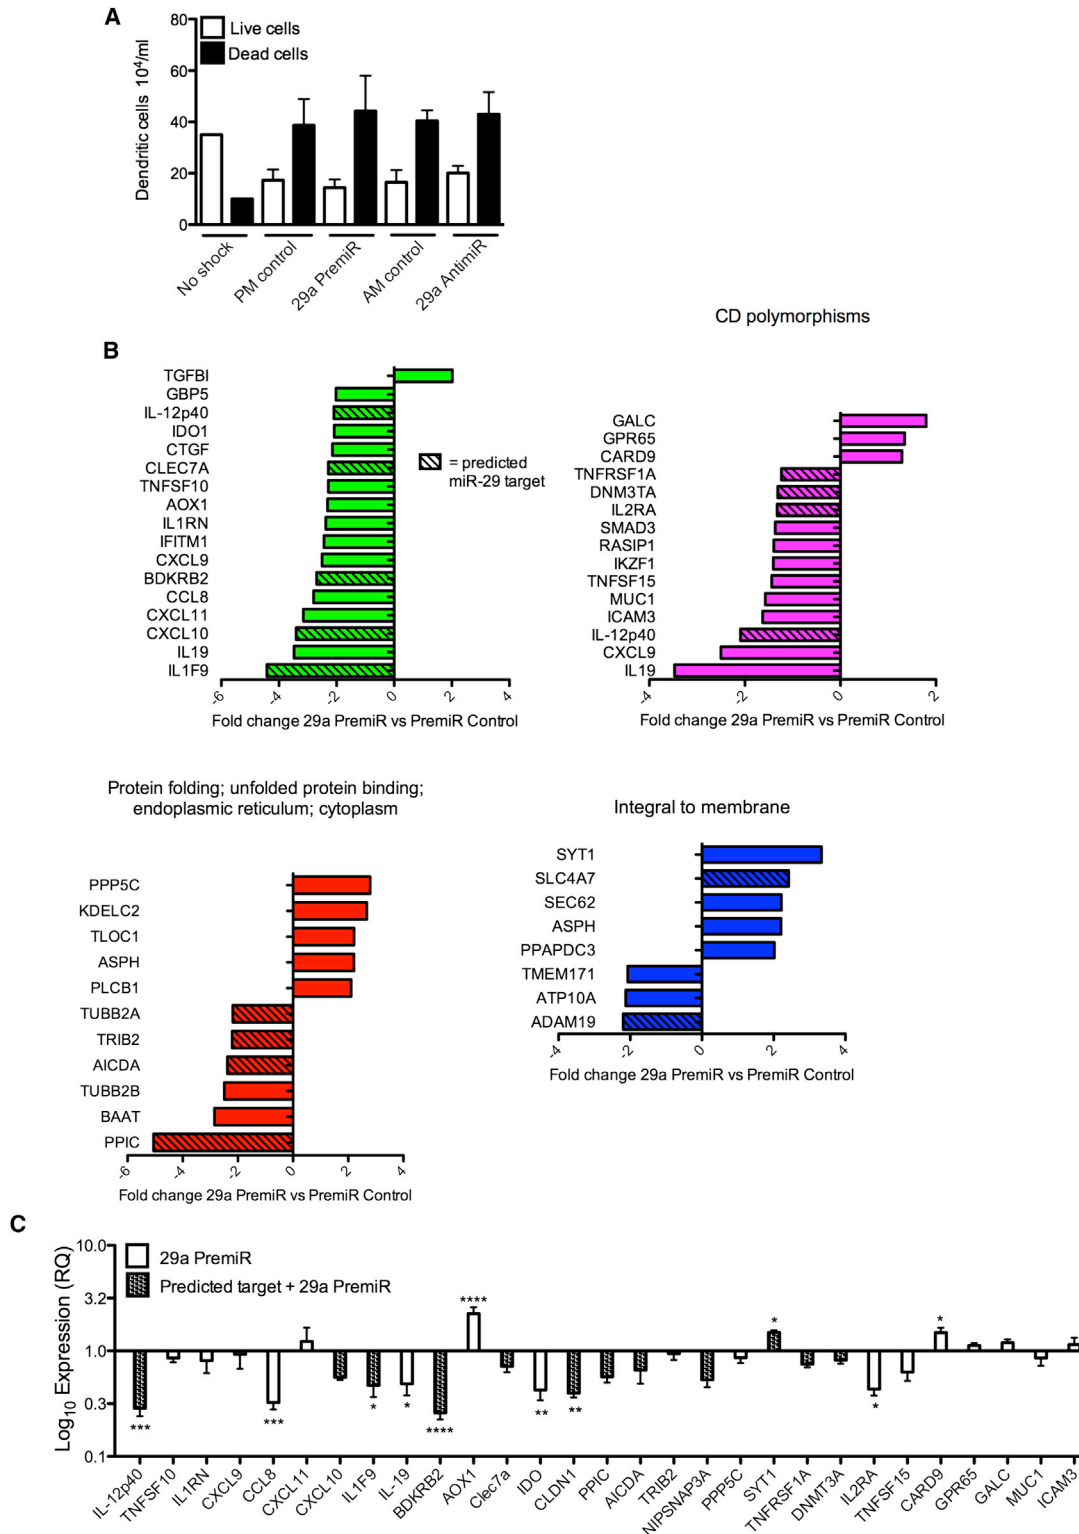 A
80
60
40
20
0
Dendritic cells 10⁴/ml
Live cells
Dead cells
No shock
PM control
29a PremiR
AM control
29a AntimiR
CD polymorphisms
B
TGFBI
GBP5
IL-12p40
IDO1
CTGF
CLEC7A
TNFSF10
AOX1
IL1RN
IFITM1
CXCL9
BDKRB2
CCL8
CXCL11
CXCL10
IL19
IL1F9
= predicted
miR-29 target
-6 -4 -2 0 2 4
Fold change 29a PremiR vs PremiR Control
GALC
GPR65
CARD9
TNFRSF1A
DNM3TA
IL2RA
SMAD3
RASIP1
IKZF1
TNFSF15
MUC1
ICAM3
IL-12p40
CXCL9
IL19
-4 -2 0 2
Fold change 29a PremiR vs PremiR Control
Protein folding; unfolded protein binding;
endoplasmic reticulum; cytoplasm
PPP5C
KDELC2
TLOC1
ASPH
PLCB1
TUBB2A
TRIB2
AICDA
TUBB2B
BAAT
PPIC
-6 -4 -2 0 2 4
Fold change 29a PremiR vs PremiR Control
Integral to membrane
SYT1
SLC4A7
SEC62
ASPH
PPAPDC3
TMEM171
ATP10A
ADAM19
-4 -2 0 2 4
Fold change 29a PremiR vs PremiR Control
C
Log₁₀ Expression (RQ)
10.0
3.2
1.0
0.3
0.1
29a PremiR
Predicted target + 29a PremiR
***
***
*
*
****
****
**
**
*
*
*
IL-12p40
TNFSF10
IL1RN
CXCL9
CCL8
CXCL11
CXCL10
IL1F9
IL-19
BDKRB2
AOX1
Clec7a
IDO
CLDN1
PPIC
AICDA
TRIB2
NIPSNAP3A
PPP5C
SYT1
TNFRSF1A
DNMT3A
IL2RA
TNFSF15
CARD9
GPR65
GALC
MUC1
ICAM3